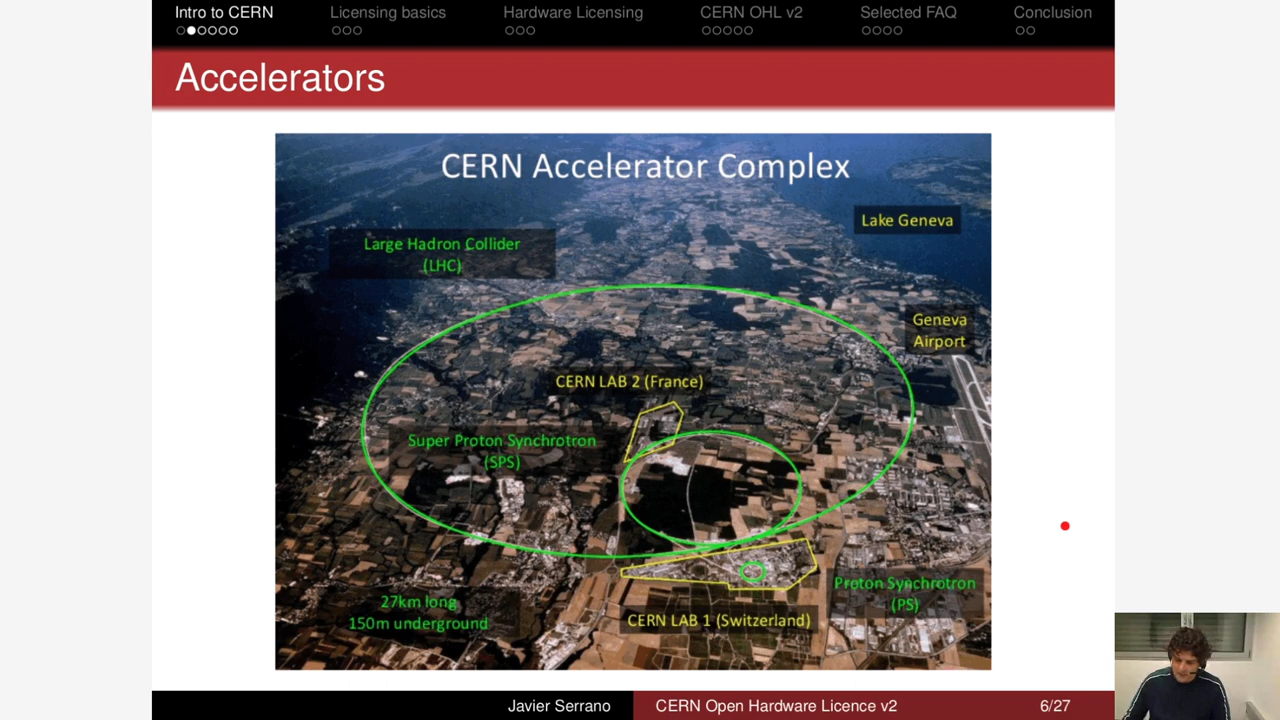 Intro to CERN
Licensing basics
Hardware Licensing
CERN OHL v2
Selected FAQ
Conclusion
Accelerators
CERN Accelerator Complex
Lake Geneva
Large Hadron Collider
(LHC)
Geneva
Airport
CERN LAB 2 (France)
Super Proton Synchrotron
(SPS)
Proton Synchrotron
(PS)
27km long
150m underground
CERN LAB 1 (Switzerland)
Javier Serrano
CERN Open Hardware Licence v2
6/27